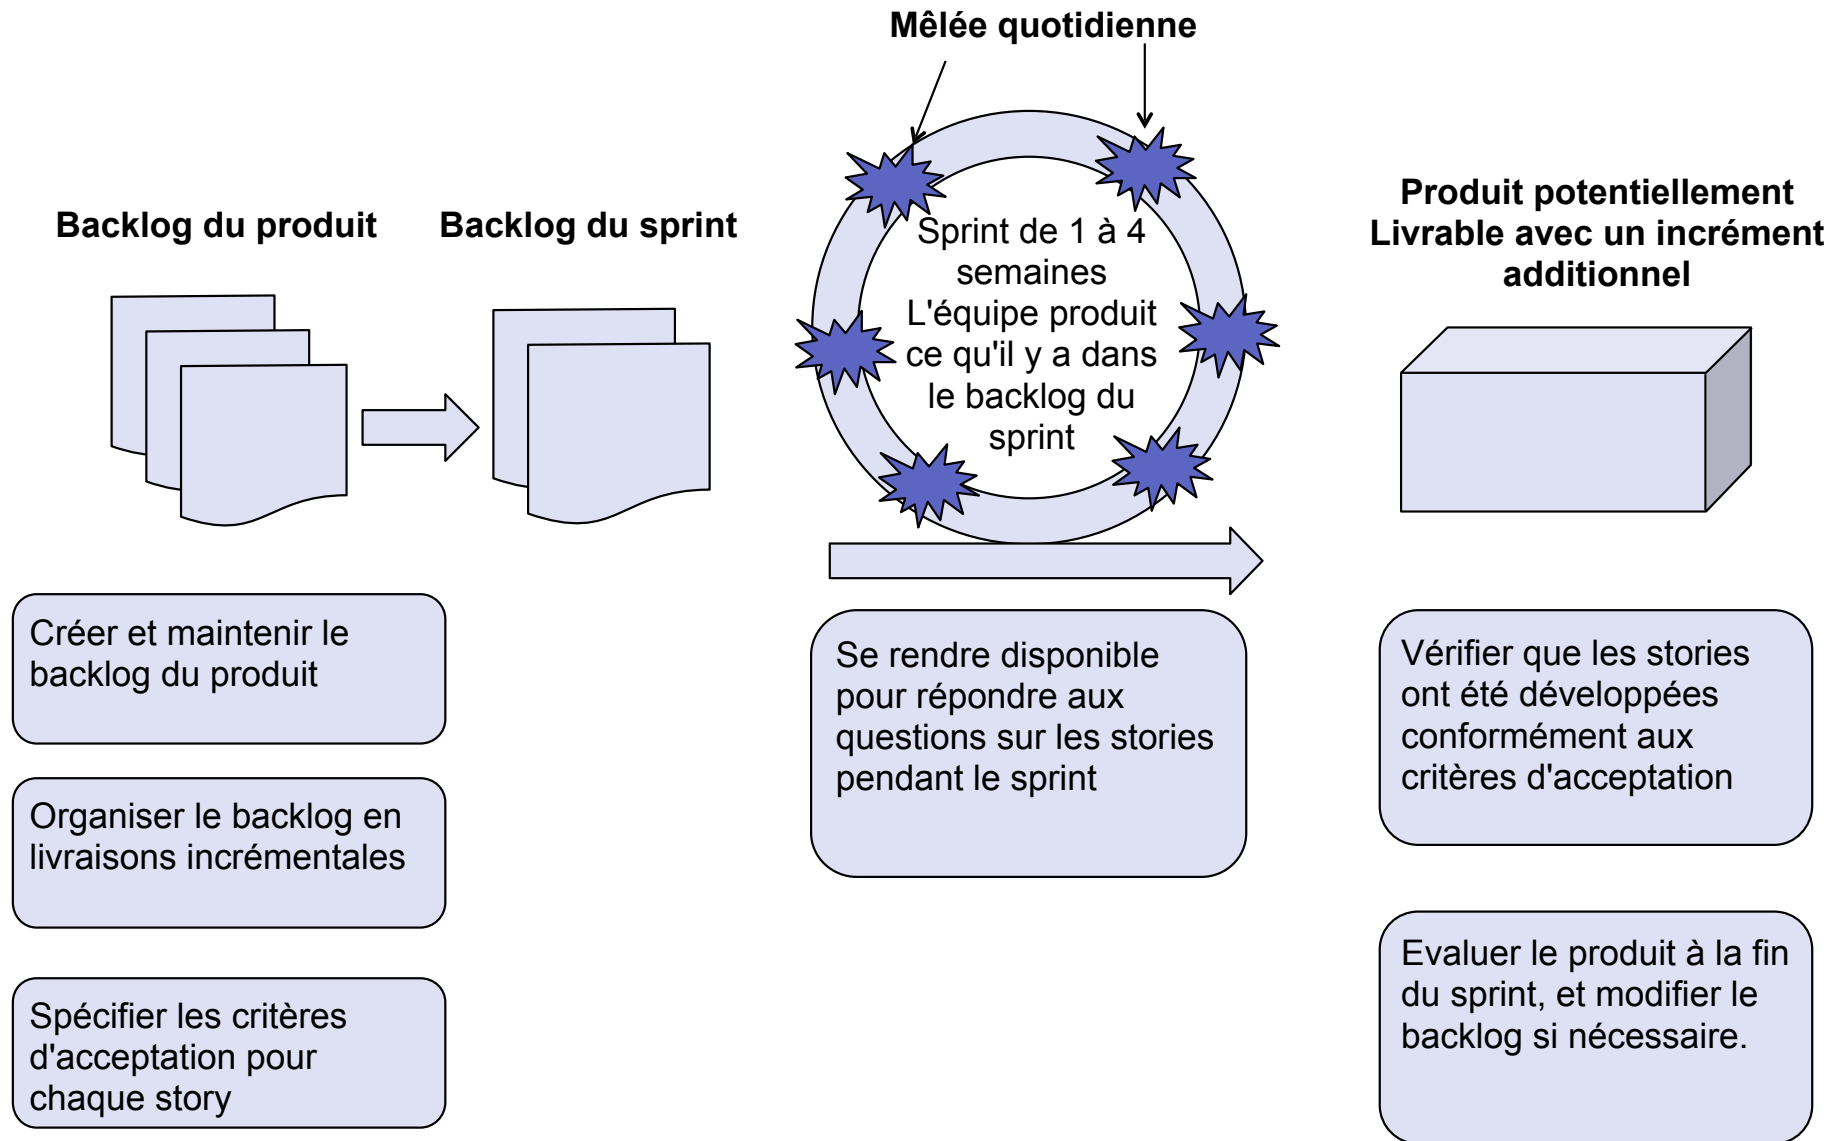 Mêlée quotidienne
Backlog du produit
Backlog du sprint
Sprint de 1 à 4
semaines
L'équipe produit
ce qu'il y a dans
le backlog du
sprint
Produit potentiellement
Livrable avec un incrément
additionnel
Créer et maintenir le
backlog du produit
Organiser le backlog en
livraisons incrémentales
Spécifier les critères
d'acceptation pour
chaque story
Se rendre disponible
pour répondre aux
questions sur les stories
pendant le sprint
Vérifier que les stories
ont été développées
conformément aux
critères d'acceptation
Evaluer le produit à la fin
du sprint, et modifier le
backlog si nécessaire.